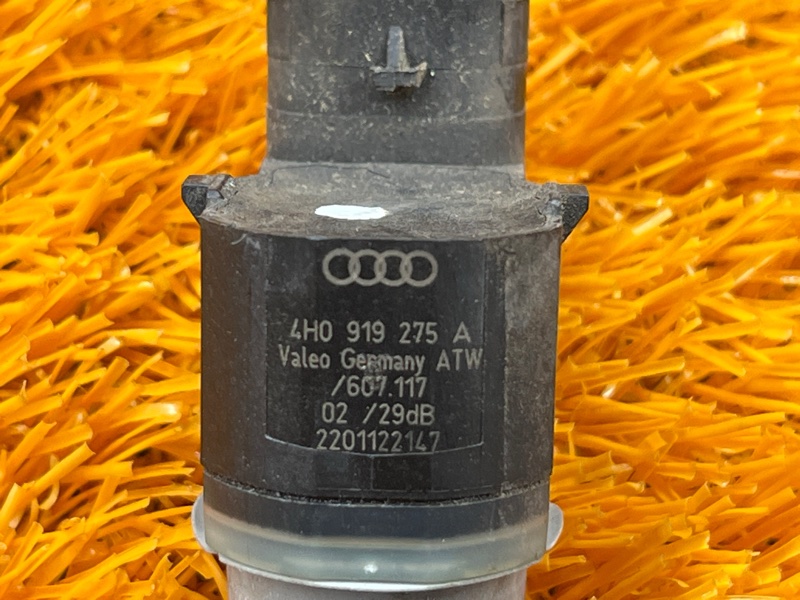 4H0 919 275 A
Valeo Germany ATW
/607.117
02 /29dB
2201122147